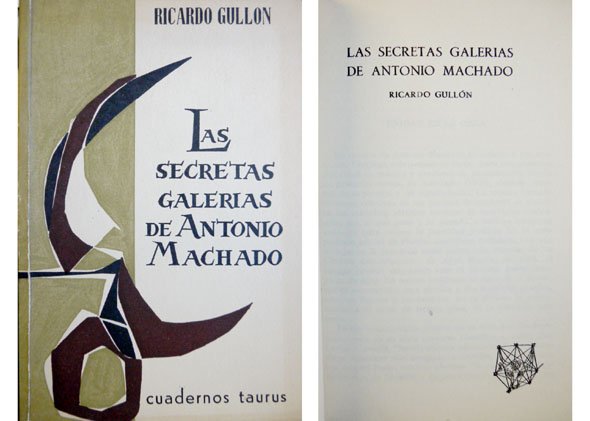 RICARDO GULLON
LAS
SECRETAS
GALERIAS
DE ANTONIO
MACHADO
cuadernos taurus
LAS SECRETAS GALERIAS
DE ANTONIO MACHADO
RICARDO GULLÓN